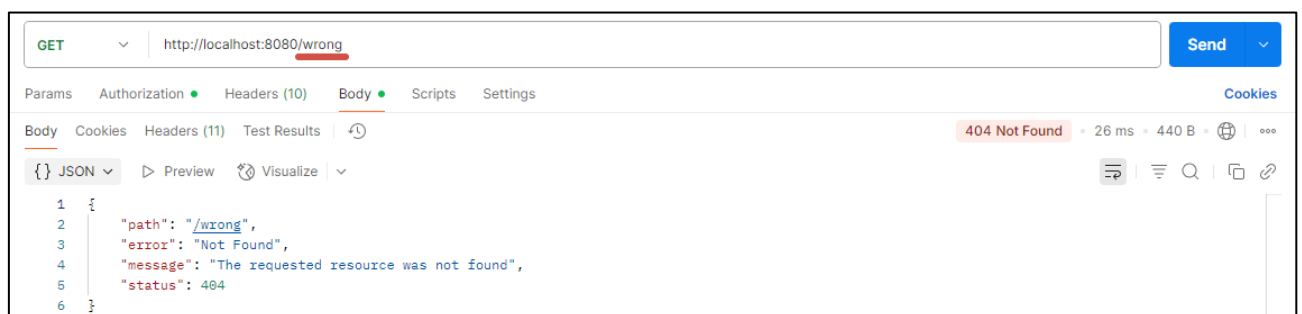 GET http://localhost:8080/wrong Send
Params Authorization Headers (10) Body Scripts Settings Cookies
Body Cookies Headers (11) Test Results 404 Not Found 26 ms 440 B
{} JSON Preview Visualize
1 {
2 "path": "/wrong",
3 "error": "Not Found",
4 "message": "The requested resource was not found",
5 "status": 404
6 }